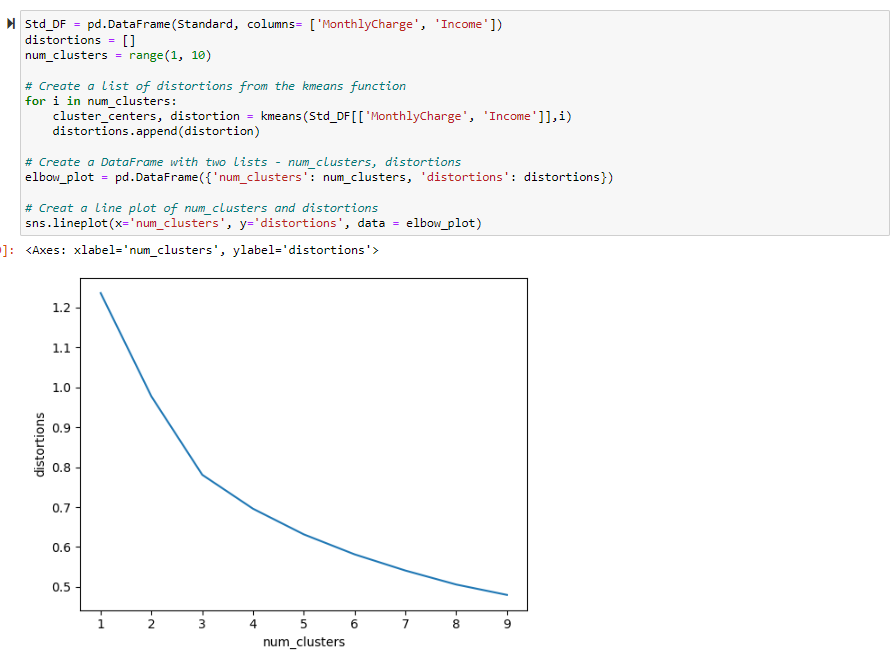 Std_DF = pd.DataFrame(Standard, columns= ['MonthlyCharge', 'Income'])
distortions = []
num_clusters = range(1, 10)
# Create a list of distortions from the kmeans function
for i in num_clusters:
    cluster_centers, distortion = kmeans(Std_DF[['MonthlyCharge', 'Income']],i)
    distortions.append(distortion)
# Create a DataFrame with two lists - num_clusters, distortions
elbow_plot = pd.DataFrame({'num_clusters': num_clusters, 'distortions': distortions})
# Creat a line plot of num_clusters and distortions
sns.lineplot(x='num_clusters', y='distortions', data = elbow_plot)
]: <Axes: xlabel='num_clusters', ylabel='distortions'>
1.2
1.1
1.0
0.9
0.8
0.7
0.6
0.5
distortions
1 2 3 4 5 6 7 8 9
num_clusters